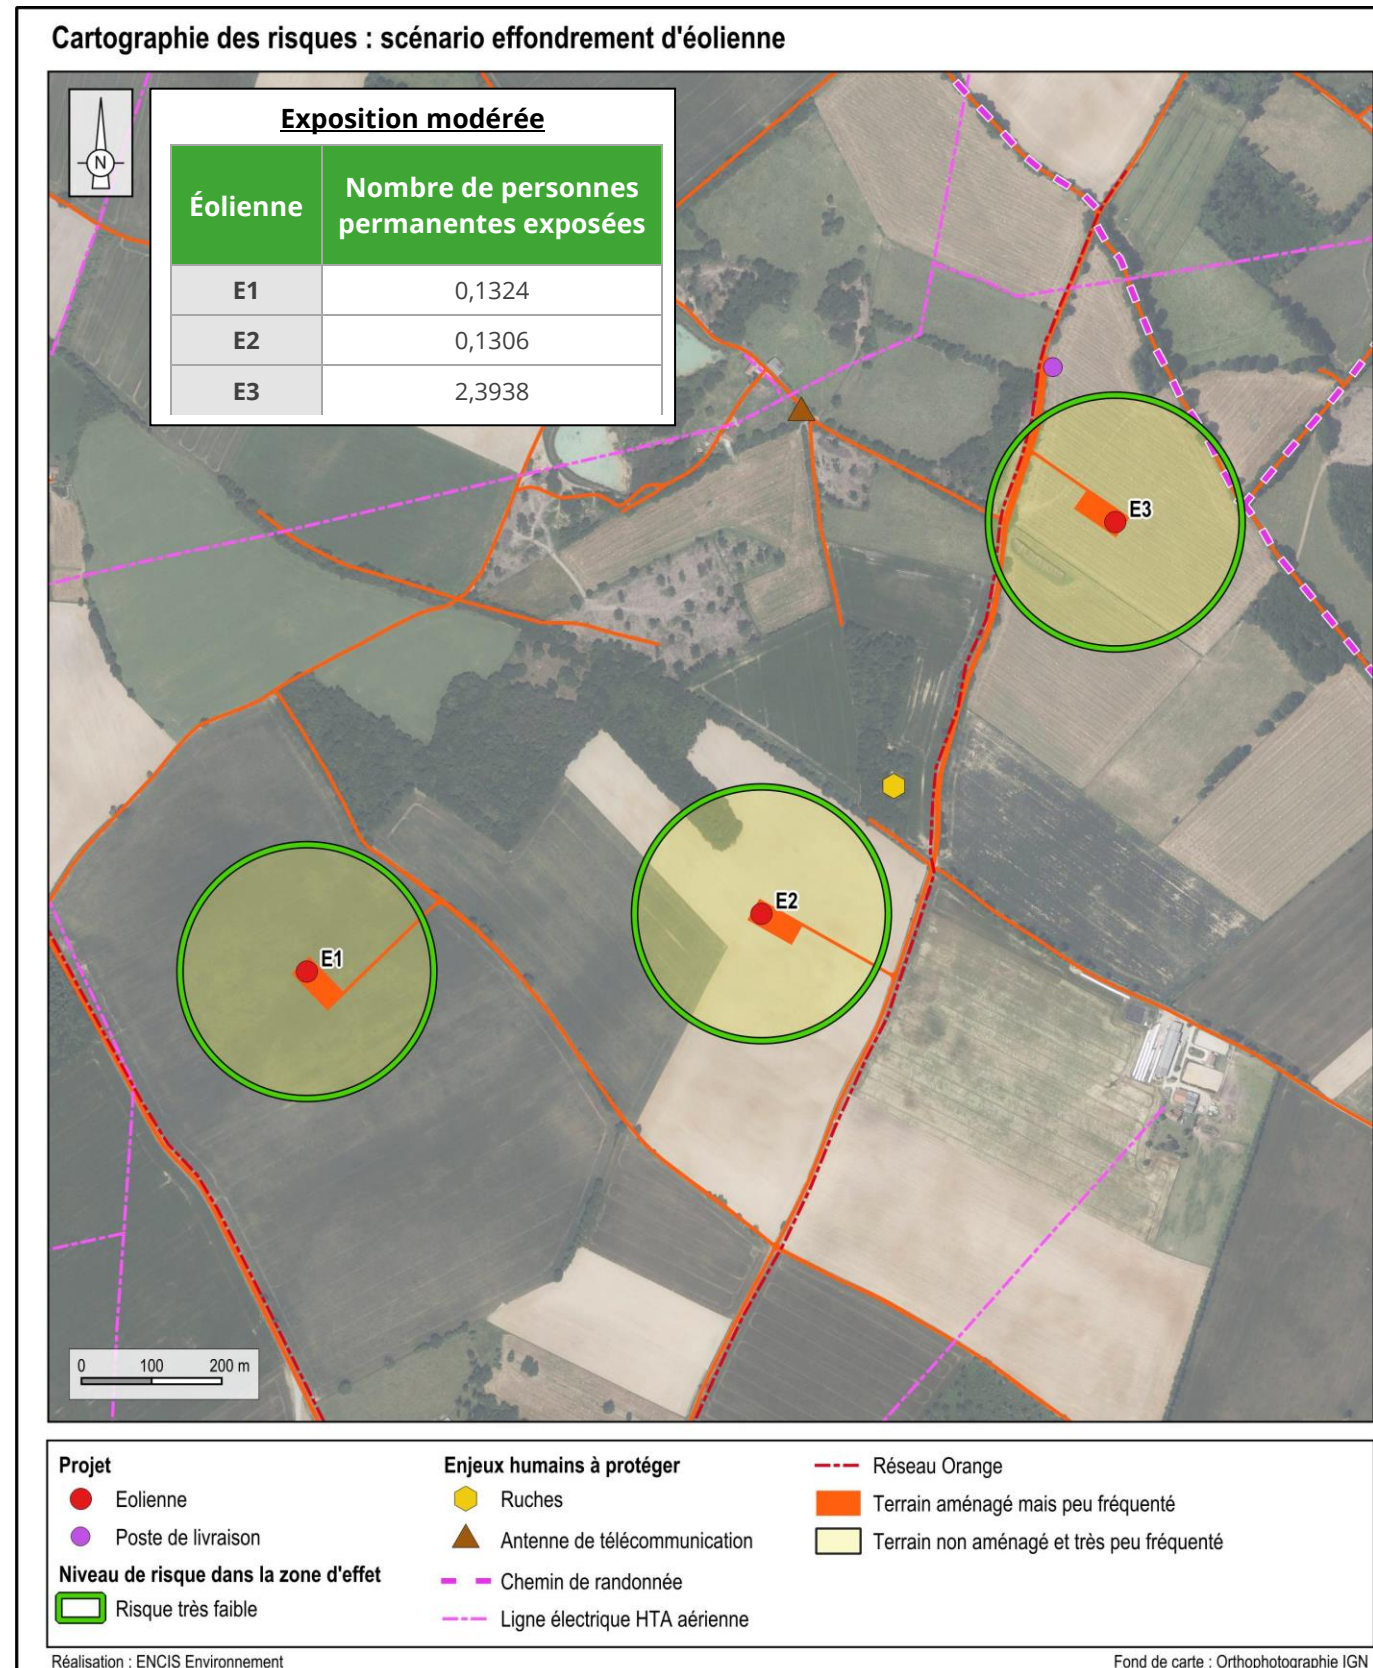 Cartographie des risques : scénario effondrement d'éolienne
N
Exposition modérée
Éolienne
Nombre de personnes
permanentes exposées
E1 0,1324
E2 0,1306
E3 2,3938
E3
E2
E1
0 100 200 m
Projet
Eolienne
Poste de livraison
Niveau de risque dans la zone d'effet
Risque très faible
Enjeux humains à protéger
Ruches
Antenne de télécommunication
Chemin de randonnée
Ligne électrique HTA aérienne
Réseau Orange
Terrain aménagé mais peu fréquenté
Terrain non aménagé et très peu fréquenté
Réalisation : ENCIS Environnement
Fond de carte : Orthophotographie IGN